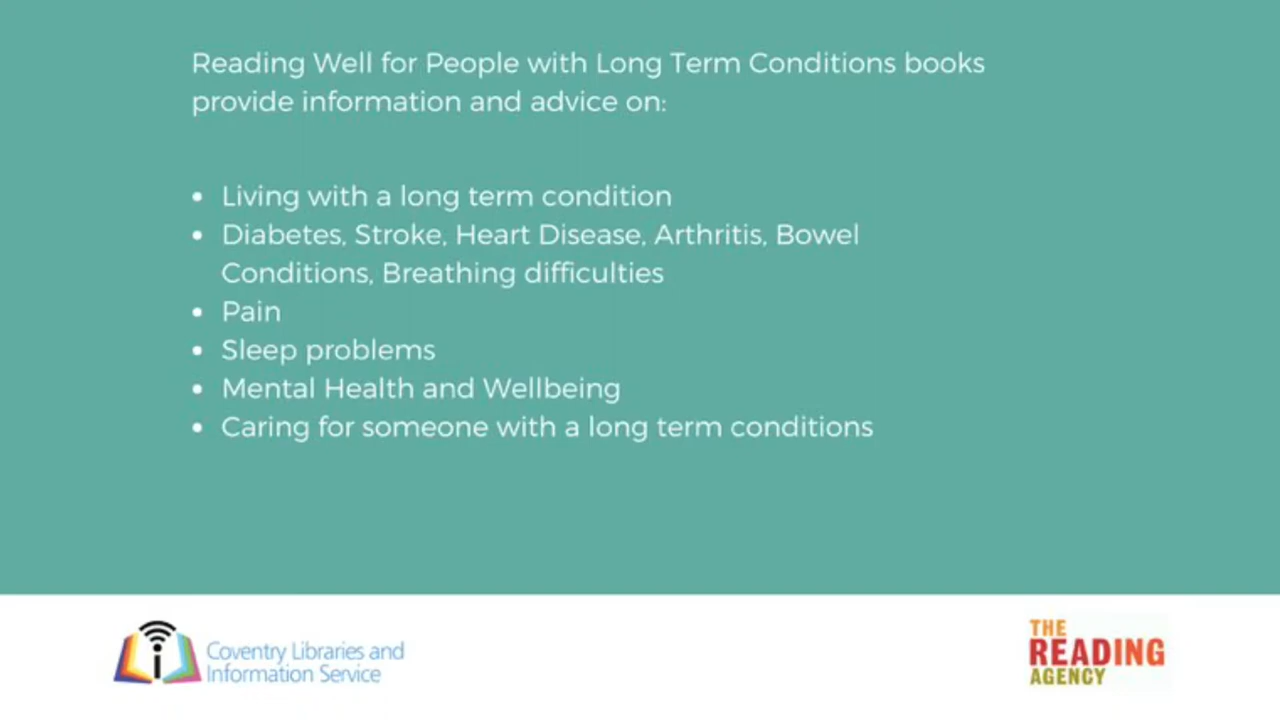 Reading Well for People with Long Term Conditions books
provide information and advice on:
• Living with a long term condition
• Diabetes, Stroke, Heart Disease, Arthritis, Bowel
Conditions, Breathing difficulties
• Pain
• Sleep problems
• Mental Health and Wellbeing
• Caring for someone with a long term conditions
Coventry Libraries and
Information Service
THE
READING
AGENCY